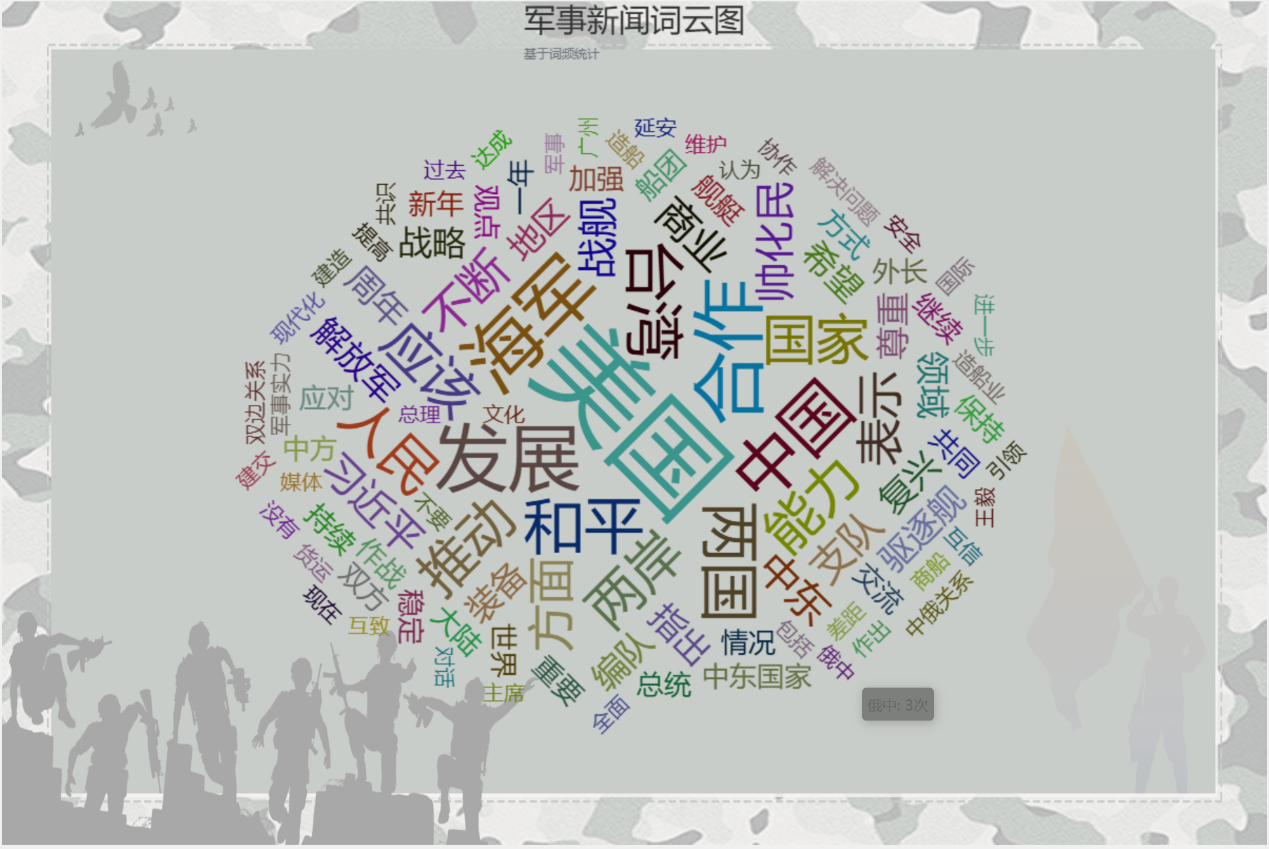 军事新闻词云图
基于词频统计
延安
广州
造船
维护
军事
达成
船团
协作
认为
过去
一年
加强
舰艇
解决问题
共识
新年
观点
地区
战舰
商业
帅化民
方式
安全
提高
战略
希望
外长
国际
建造
周年
不断
海军
台湾
合作
国家
尊重
继续
进一步
现代化
解放军
应该
美国
领域
造船业
双边关系
军事实力
应对
总理
文化
中国
表示
保持
中方
人民
发展
共同
引领
建交
媒体
习近平
不要
能力
复兴
驱逐舰
王毅
没有
持续
推动
和平
两国
支队
互信
货运
作战
双方
装备
方面
两岸
中东
交流
商船
中俄关系
现在
互致
稳定
大陆
世界
指出
情况
包括
差距
作出
对话
主席
重要
编队
总统
中东国家
俄中
全面
俄中: 3次